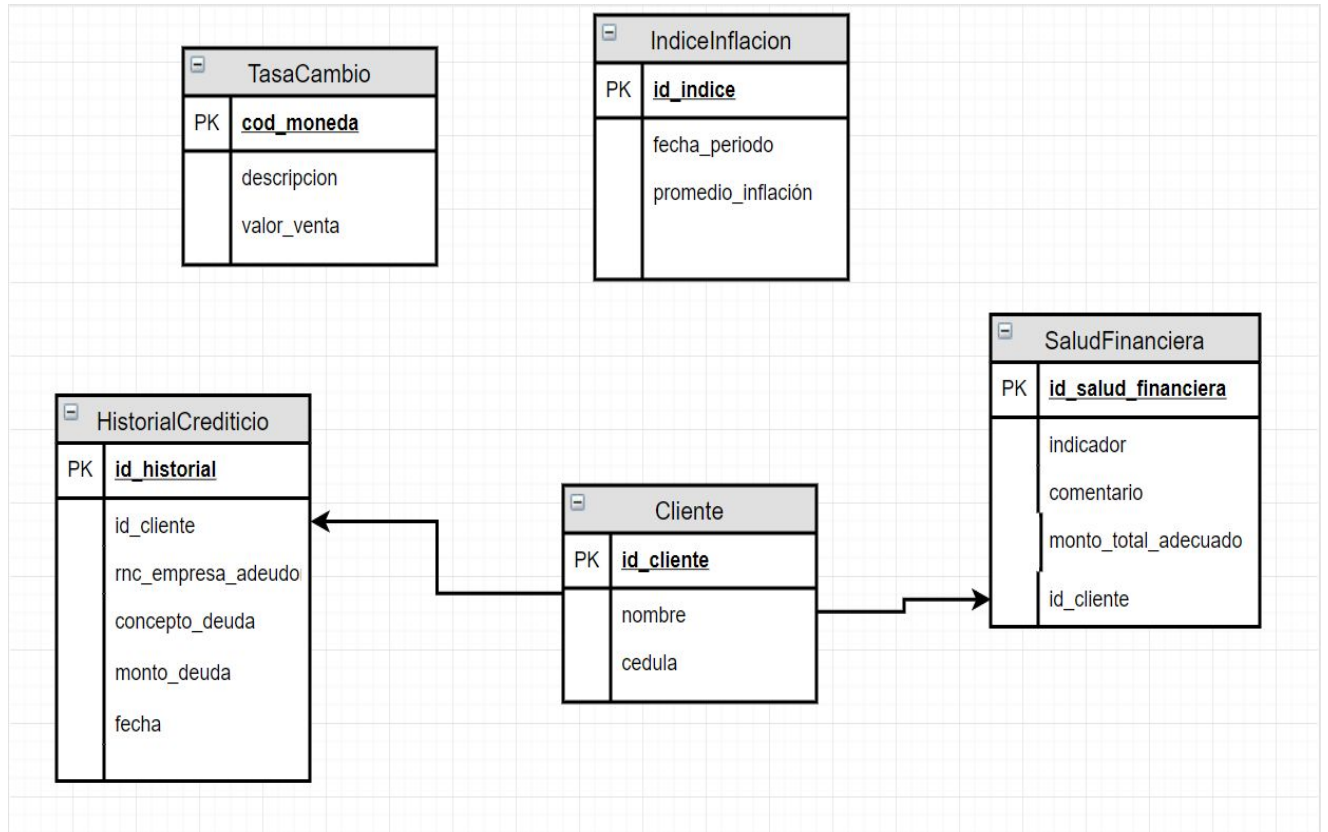 TasaCambio
PK cod_moneda
descripcion
valor_venta
IndiceInflacion
PK id_indice
fecha_periodo
promedio_inflación
SaludFinanciera
PK id_salud_financiera
indicador
comentario
monto_total_adecuado
id_cliente
HistorialCrediticio
PK id_historial
id_cliente
rnc_empresa_adeudo
concepto_deuda
monto_deuda
fecha
Cliente
PK id_cliente
nombre
cedula